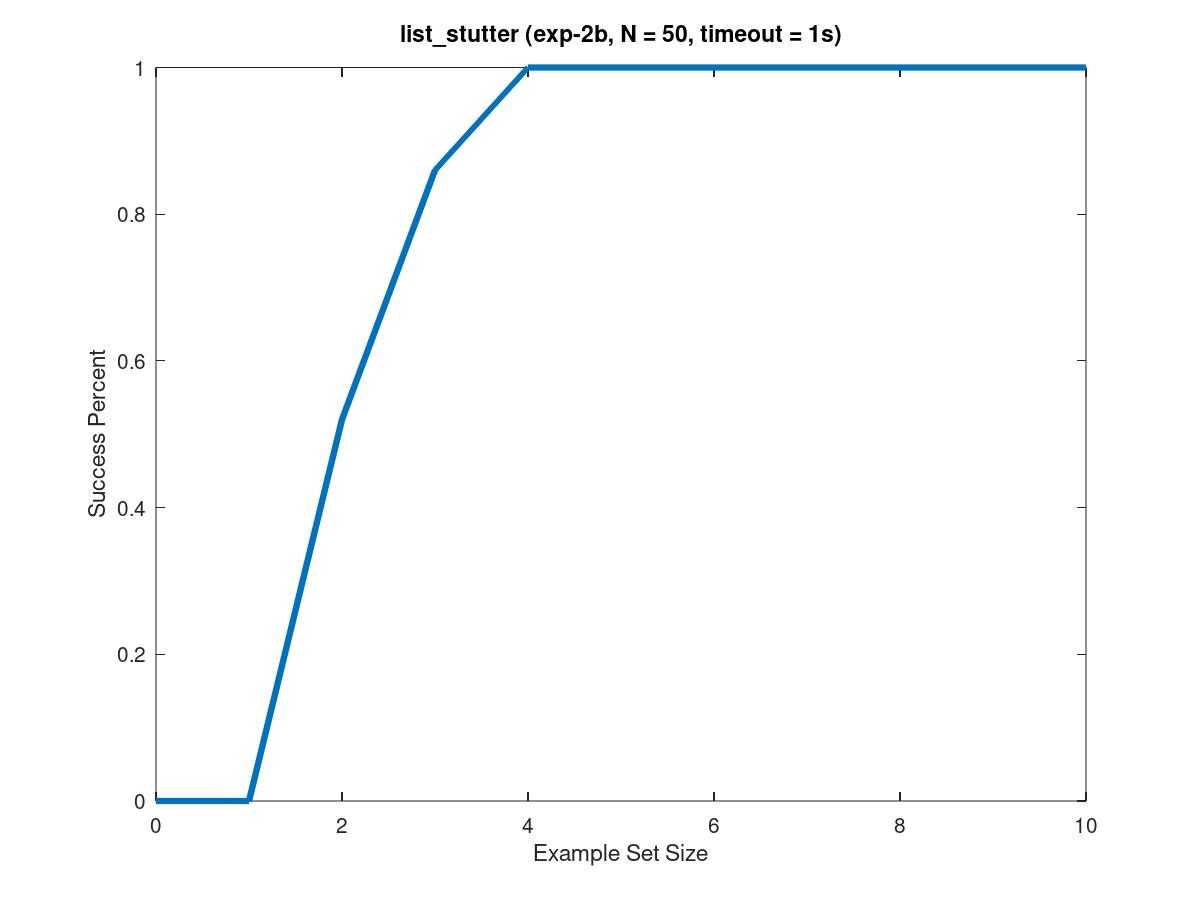 list_stutter (exp-2b, N = 50, timeout = 1s)
1
0.8
0.6
0.4
0.2
0
Success Percent
0 2 4 6 8 10
Example Set Size